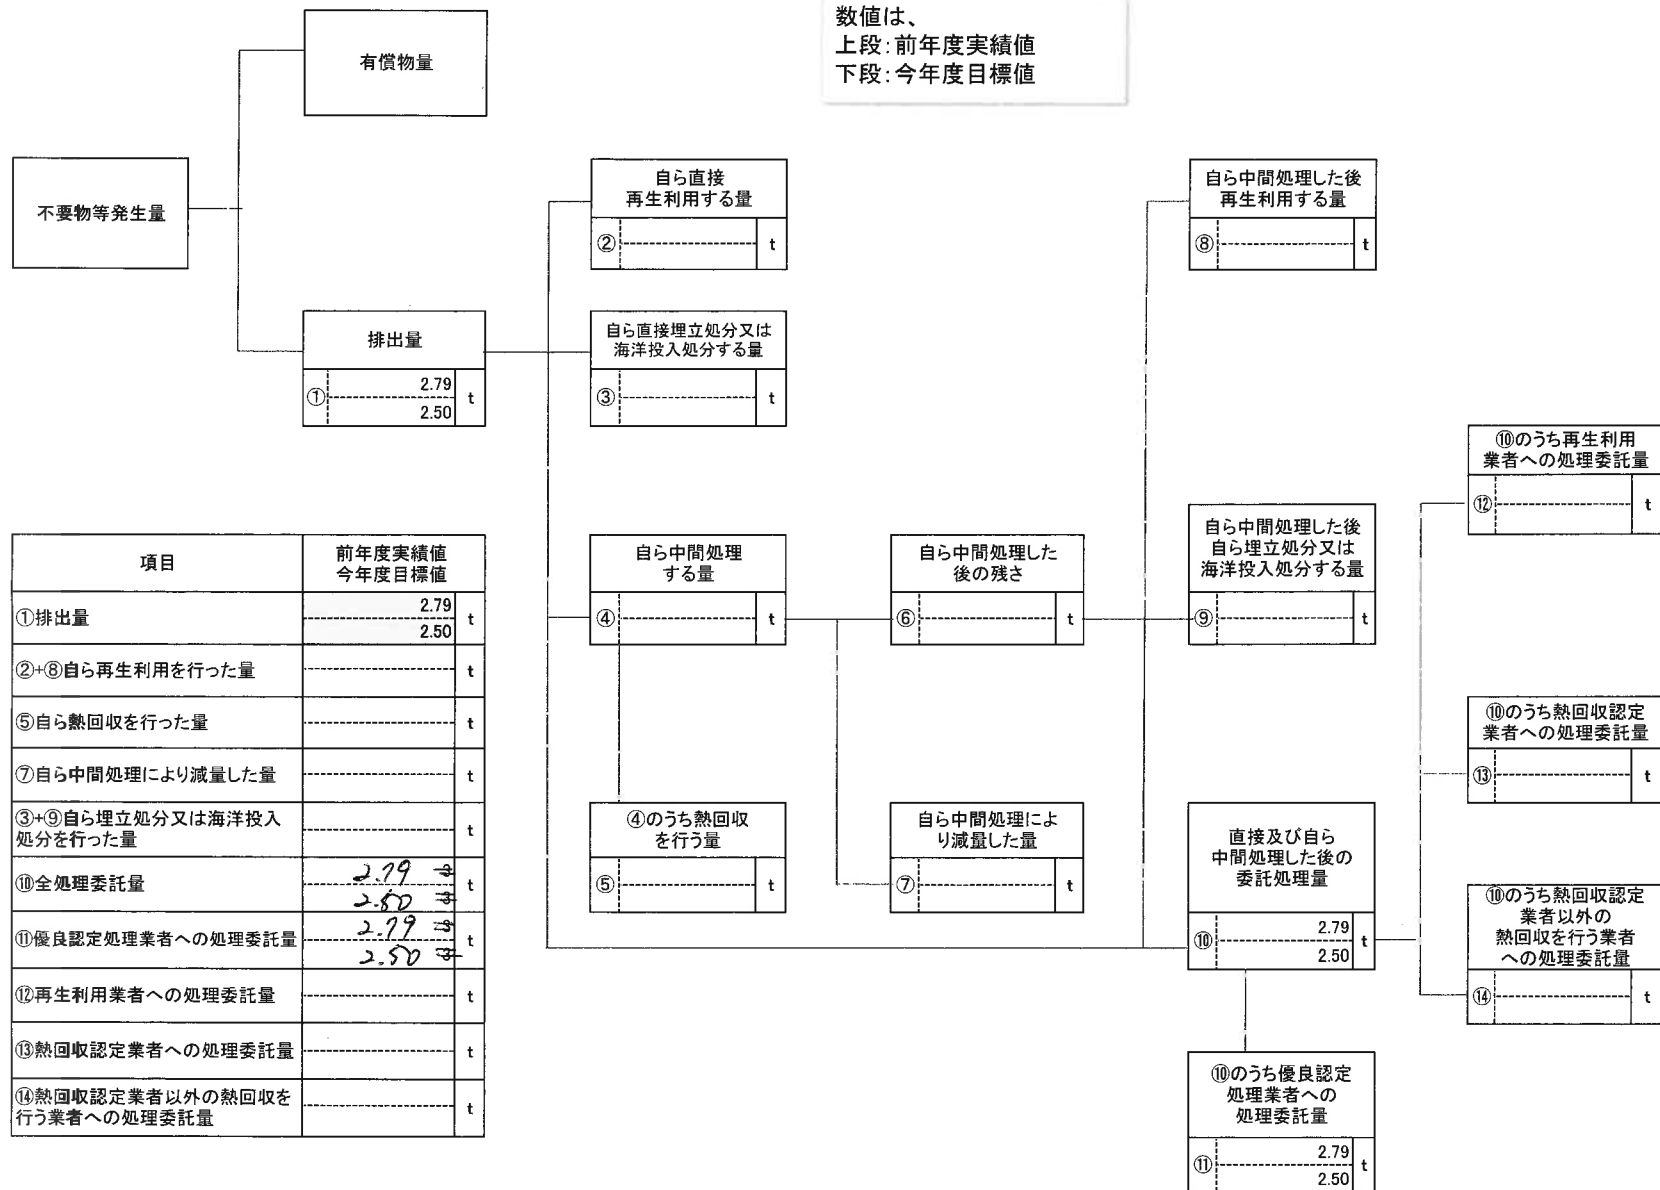 数値は、
上段:前年度実績値
下段:今年度目標値
有償物量
不要物等発生量
排出量
①
2.79
2.50
t
自ら直接
再生利用する量
②
t
自ら直接埋立処分又は
海洋投入処分する量
③
t
自ら中間処理
する量
④
t
④のうち熱回収
を行う量
⑤
t
自ら中間処理した
後の残さ
⑥
t
自ら中間処理によ
り減量した量
⑦
t
自ら中間処理した後
再生利用する量
⑧
t
自ら中間処理した後
自ら埋立処分又は
海洋投入処分する量
⑨
t
直接及び自ら
中間処理した後の
委託処理量
⑩
2.79
2.50
t
⑩のうち優良認定
処理業者への
処理委託量
⑪
2.79
2.50
t
⑩のうち再生利用
業者への処理委託量
⑫
t
⑩のうち熱回収認定
業者への処理委託量
⑬
t
⑩のうち熱回収認定
業者以外の
熱回収を行う業者
への処理委託量
⑭
t
項目
前年度実績値
今年度目標値
①排出量
2.79
2.50
t
②+⑧自ら再生利用を行った量
t
⑤自ら熱回収を行った量
t
⑦自ら中間処理により減量した量
t
③+⑨自ら埋立処分又は海洋投入
処分を行った量
t
⑩全処理委託量
2.79 3
2.50 3
t
⑪優良認定処理業者への処理委託量
2.79 3
2.50 3
t
⑫再生利用業者への処理委託量
t
⑬熱回収認定業者への処理委託量
t
⑭熱回収認定業者以外の熱回収を
行う業者への処理委託量
t